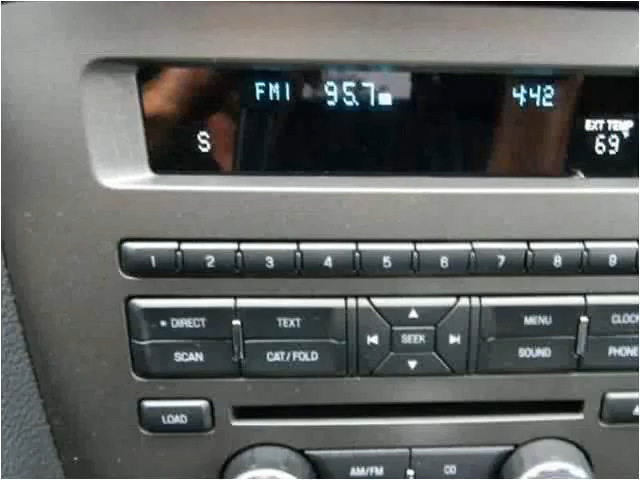 FM1 95.7 4:42
EXT TEMP
S 69°
1 2 3 4 5 6 7 8 9
DIRECT TEXT SEEK MENU CLOCK
SCAN CAT/FOLD SOUND PHONE
LOAD
AM/FM CD